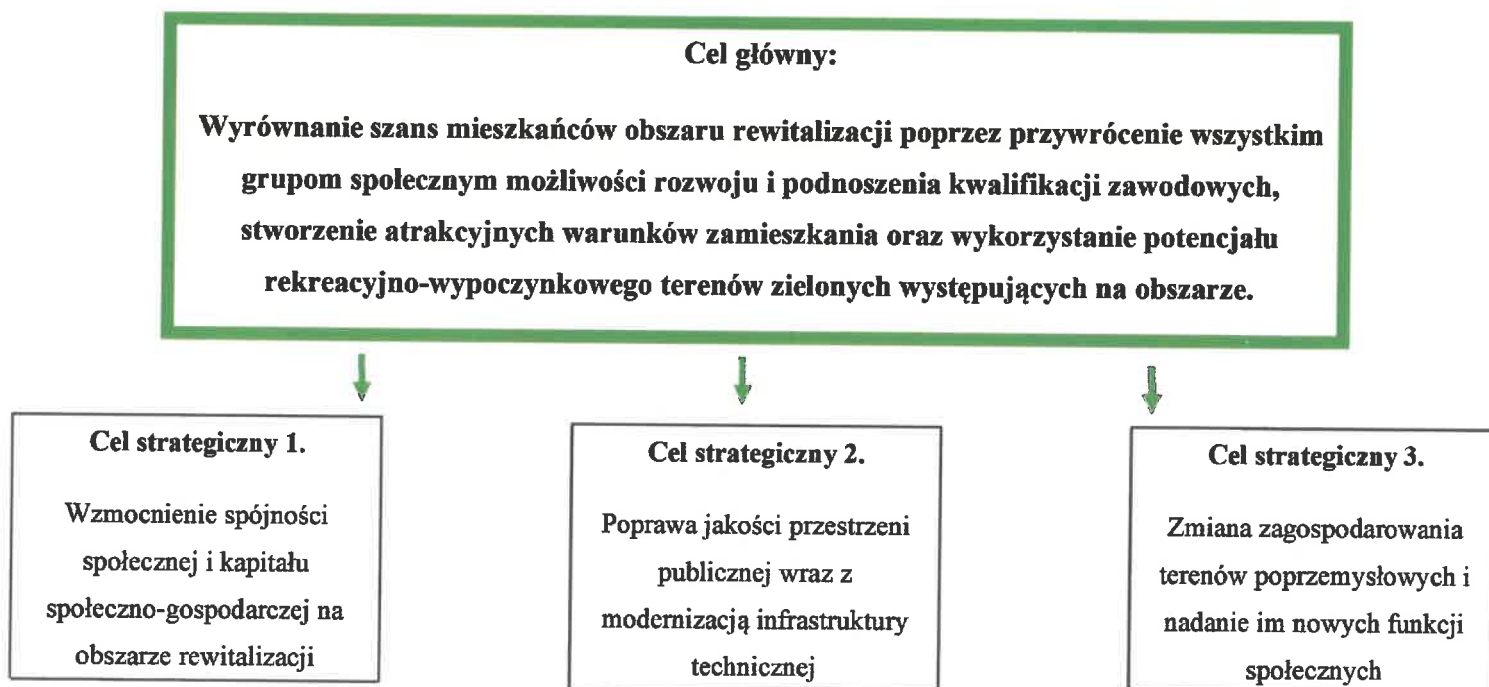 Cel główny:
Wyrównanie szans mieszkańców obszaru rewitalizacji poprzez przywrócenie wszystkim
grupom społecznym możliwości rozwoju i podnoszenia kwalifikacji zawodowych,
stworzenie atrakcyjnych warunków zamieszkania oraz wykorzystanie potencjału
rekreacyjno-wypoczynkowego terenów zielonych występujących na obszarze.
Cel strategiczny 1.
Wzmocnienie spójności
społecznej i kapitału
społeczno-gospodarczej na
obszarze rewitalizacji
Cel strategiczny 2.
Poprawa jakości przestrzeni
publicznej wraz z
modernizacją infrastruktury
technicznej
Cel strategiczny 3.
Zmiana zagospodarowania
terenów poprzemysłowych i
nadanie im nowych funkcji
społecznych